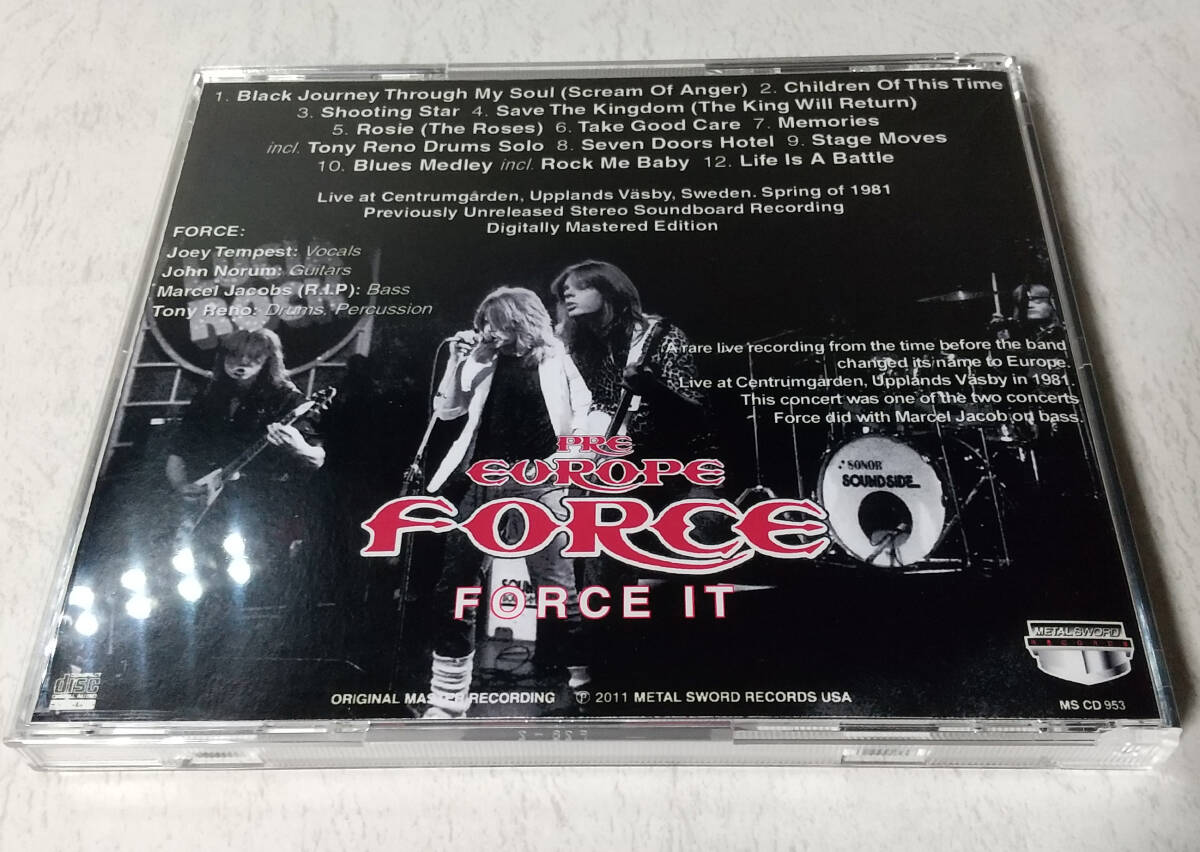 1. Black Journey Through My Soul (Scream Of Anger) 2. Children Of This Time
3. Shooting Star 4. Save The Kingdom (The King Will Return)
5. Rosie (The Roses) 6. Take Good Care 7. Memories
incl. Tony Reno Drums Solo 8. Seven Doors Hotel 9. Stage Moves
10. Blues Medley incl. Rock Me Baby 12. Life Is A Battle
Live at Centrumgården, Upplands Väsby, Sweden. Spring of 1981
Previously Unreleased Stereo Soundboard Recording
Digitally Mastered Edition
FORCE:
Joey Tempest: Vocals
John Norum: Guitars
Marcel Jacobs (R.I.P): Bass
Tony Reno: Drums, Percussion
ROCK
A rare live recording from the time before the band
changed its name to Europe.
Live at Centrumgården, Upplands Väsby in 1981.
This concert was one of the two concerts
Force did with Marcel Jacob on bass.
SONOR
SOUNDSIDE
PRE
EUROPE
FORCE
FORCE IT
METAL SWORD
RECORDS
disc
ORIGINAL MASTER RECORDING ℗ 2011 METAL SWORD RECORDS USA
MS CD 953